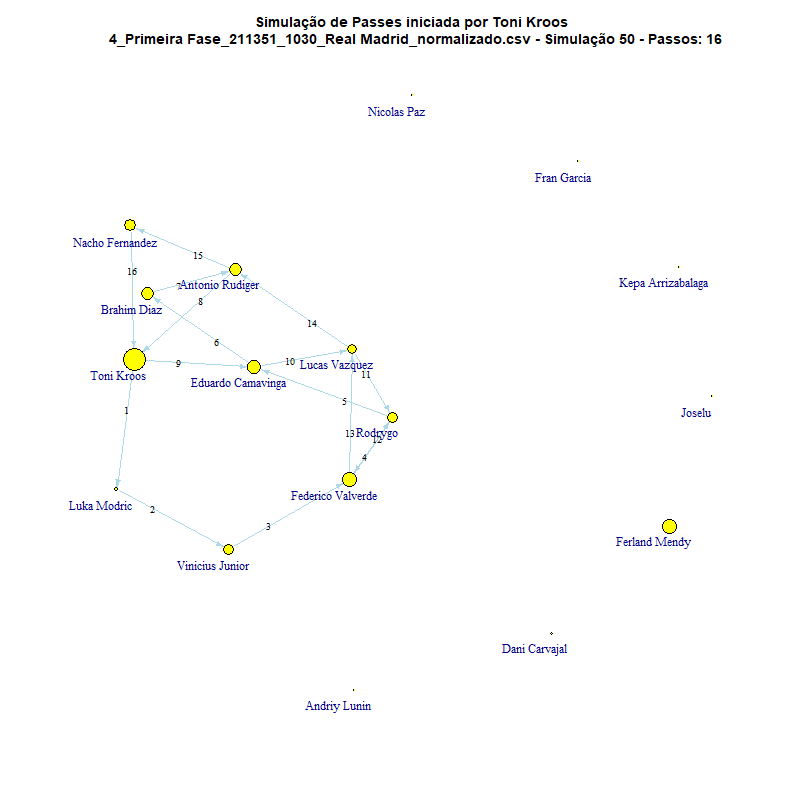 Simulação de Passes iniciada por Toni Kroos
4_Primeira Fase_211351_1030_Real Madrid_normalizado.csv - Simulação 50 - Passos: 16
Nicolas Paz
Fran Garcia
Nacho Fernandez
15
16
Kepa Arrizabalaga
Antonio Rudiger
7
8
Brahim Diaz
14
6
9
10
Lucas Vazquez
Toni Kroos
11
Eduardo Camavinga
5
1
Joselu
13
Rodrygo
12
4
Federico Valverde
Luka Modric
2
3
Ferland Mendy
Vinicius Junior
Dani Carvajal
Andriy Lunin